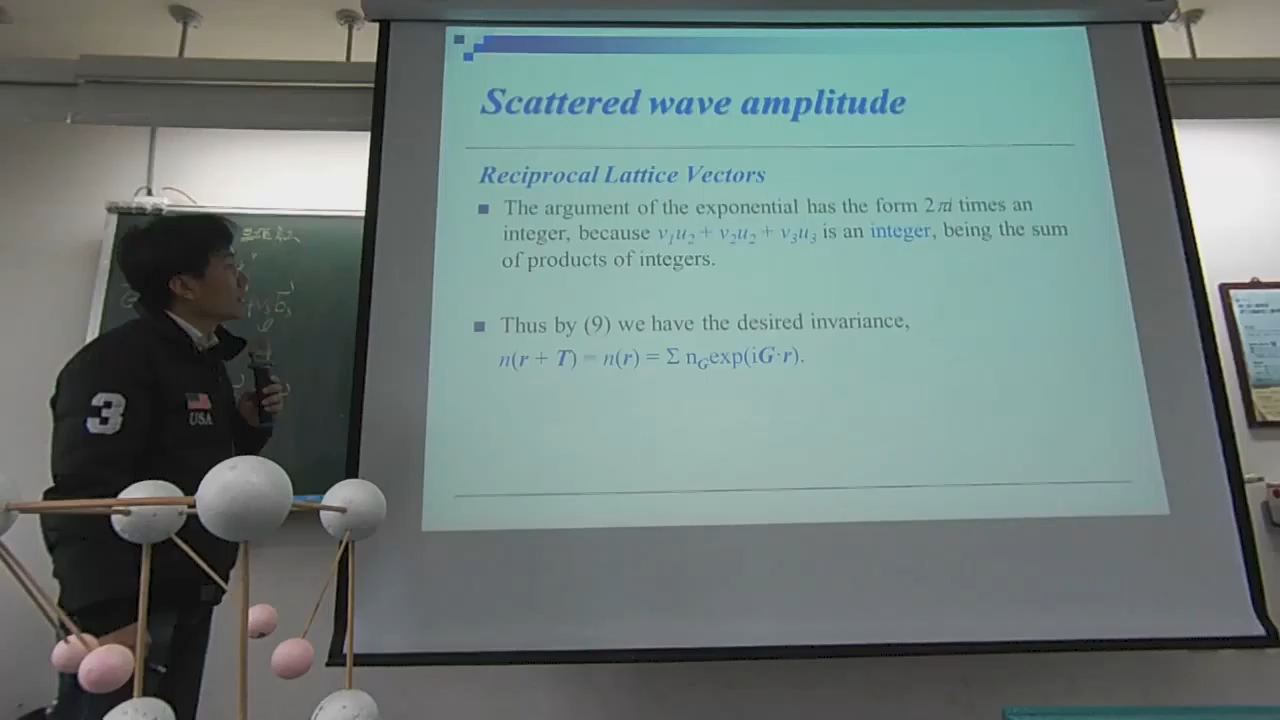 Scattered wave amplitude
Reciprocal Lattice Vectors
■ The argument of the exponential has the form 2πi times an
integer, because v₁u₂ + v₂u₂ + v₃u₃ is an integer, being the sum
of products of integers.
■ Thus by (9) we have the desired invariance,
n(r + T) = n(r) = Σ n_G exp(iG·r).
3
USA